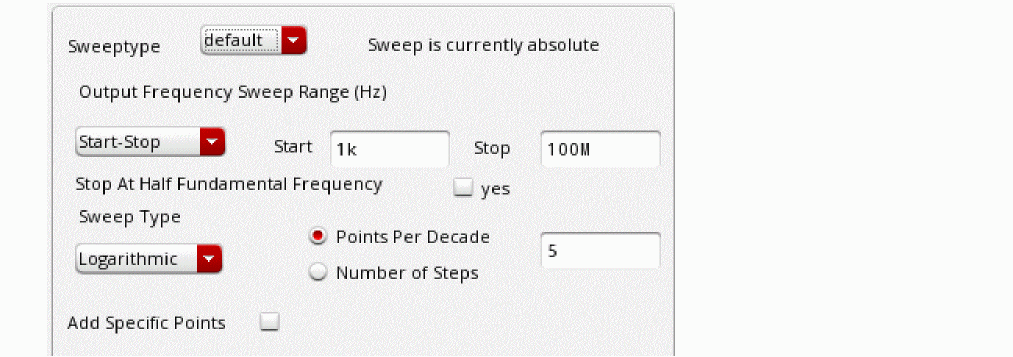 Sweeptype default Sweep is currently absolute
Output Frequency Sweep Range (Hz)
Start-Stop Start 1k Stop 100M
Stop At Half Fundamental Frequency yes
Sweep Type
Points Per Decade
Logarithmic 5
Number of Steps
Add Specific Points